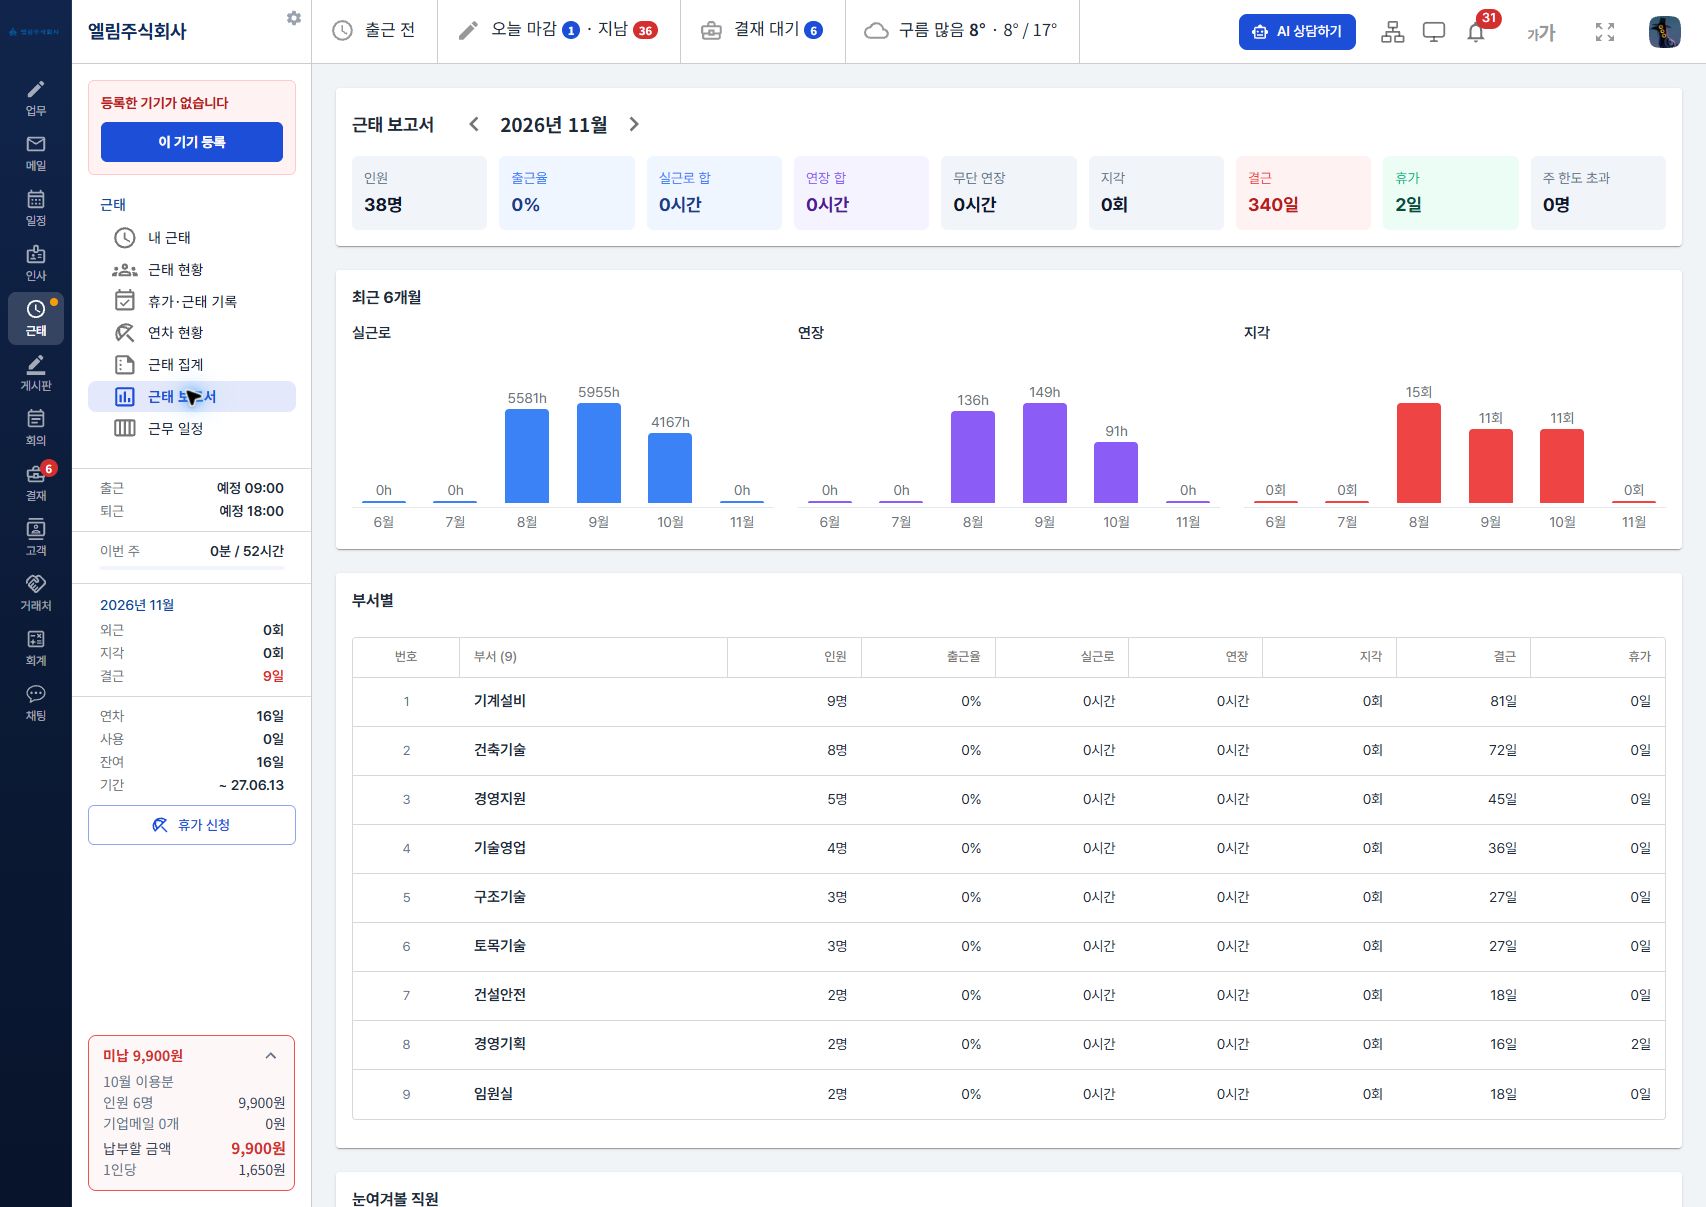 엘림주식회사
업무
메일
일정
인사
근태
게시판
회의
결재
6
고객
거래처
회계
채팅
엘림주식회사
등록한 기기가 없습니다
이 기기 등록
근태
내 근태
근태 현황
휴가·근태 기록
연차 현황
근태 집계
근태 보고서
근무 일정
출근 예정 09:00
퇴근 예정 18:00
이번 주 0분 / 52시간
2026년 11월
외근 0회
지각 0회
결근 9일
연차 16일
사용 0일
잔여 16일
기간 ~ 27.06.13
휴가 신청
미납 9,900원
10월 이용분
인원 6명 9,900원
기업메일 0개 0원
납부할 금액 9,900원
1인당 1,650원
출근 전
오늘 마감 1 · 지남 36
결재 대기 6
구름 많음 8° · 8° / 17°
AI 상담하기
31
가가
근태 보고서 2026년 11월
인원 38명
출근율 0%
실근로 합 0시간
연장 합 0시간
무단 연장 0시간
지각 0회
결근 340일
휴가 2일
주 한도 초과 0명
최근 6개월
실근로
0h 0h 5581h 5955h 4167h 0h
6월 7월 8월 9월 10월 11월
연장
0h 0h 136h 149h 91h 0h
6월 7월 8월 9월 10월 11월
지각
0회 0회 15회 11회 11회 0회
6월 7월 8월 9월 10월 11월
부서별
번호 부서 (9) 인원 출근율 실근로 연장 지각 결근 휴가
1 기계설비 9명 0% 0시간 0시간 0회 81일 0일
2 건축기술 8명 0% 0시간 0시간 0회 72일 0일
3 경영지원 5명 0% 0시간 0시간 0회 45일 0일
4 기술영업 4명 0% 0시간 0시간 0회 36일 0일
5 구조기술 3명 0% 0시간 0시간 0회 27일 0일
6 토목기술 3명 0% 0시간 0시간 0회 27일 0일
7 건설안전 2명 0% 0시간 0시간 0회 18일 0일
8 경영기획 2명 0% 0시간 0시간 0회 16일 2일
9 임원실 2명 0% 0시간 0시간 0회 18일 0일
눈여겨볼 직원